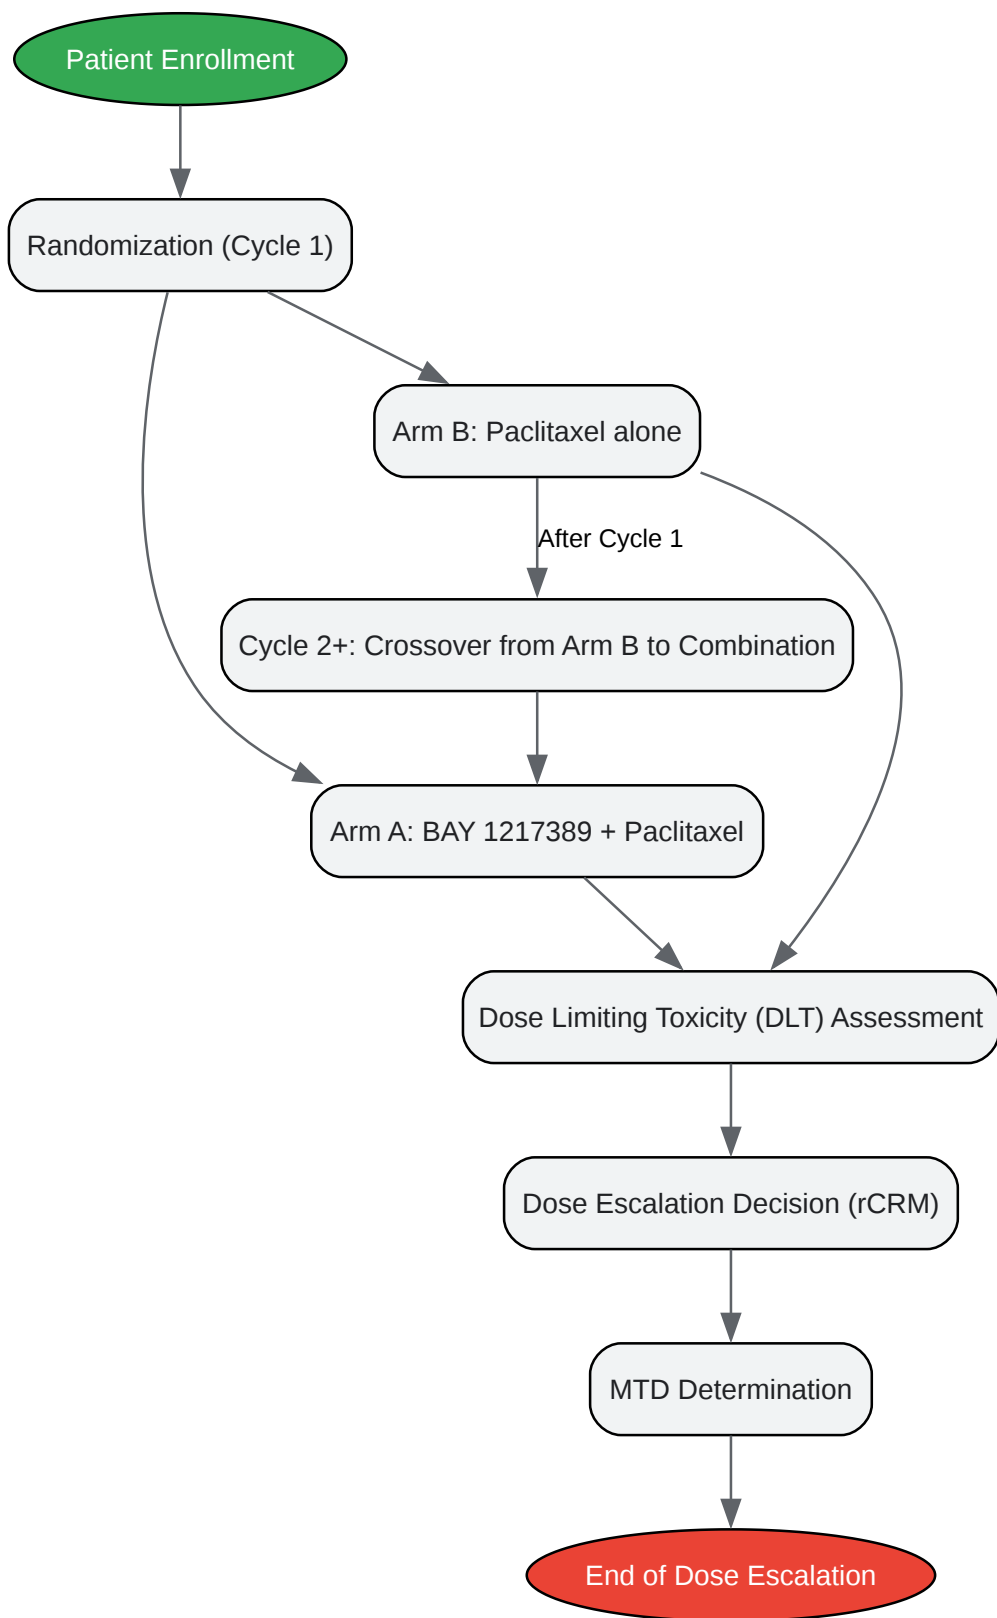 Patient Enrollment
Randomization (Cycle 1)
Arm B: Paclitaxel alone
After Cycle 1
Cycle 2+: Crossover from Arm B to Combination
Arm A: BAY 1217389 + Paclitaxel
Dose Limiting Toxicity (DLT) Assessment
Dose Escalation Decision (rCRM)
MTD Determination
End of Dose Escalation